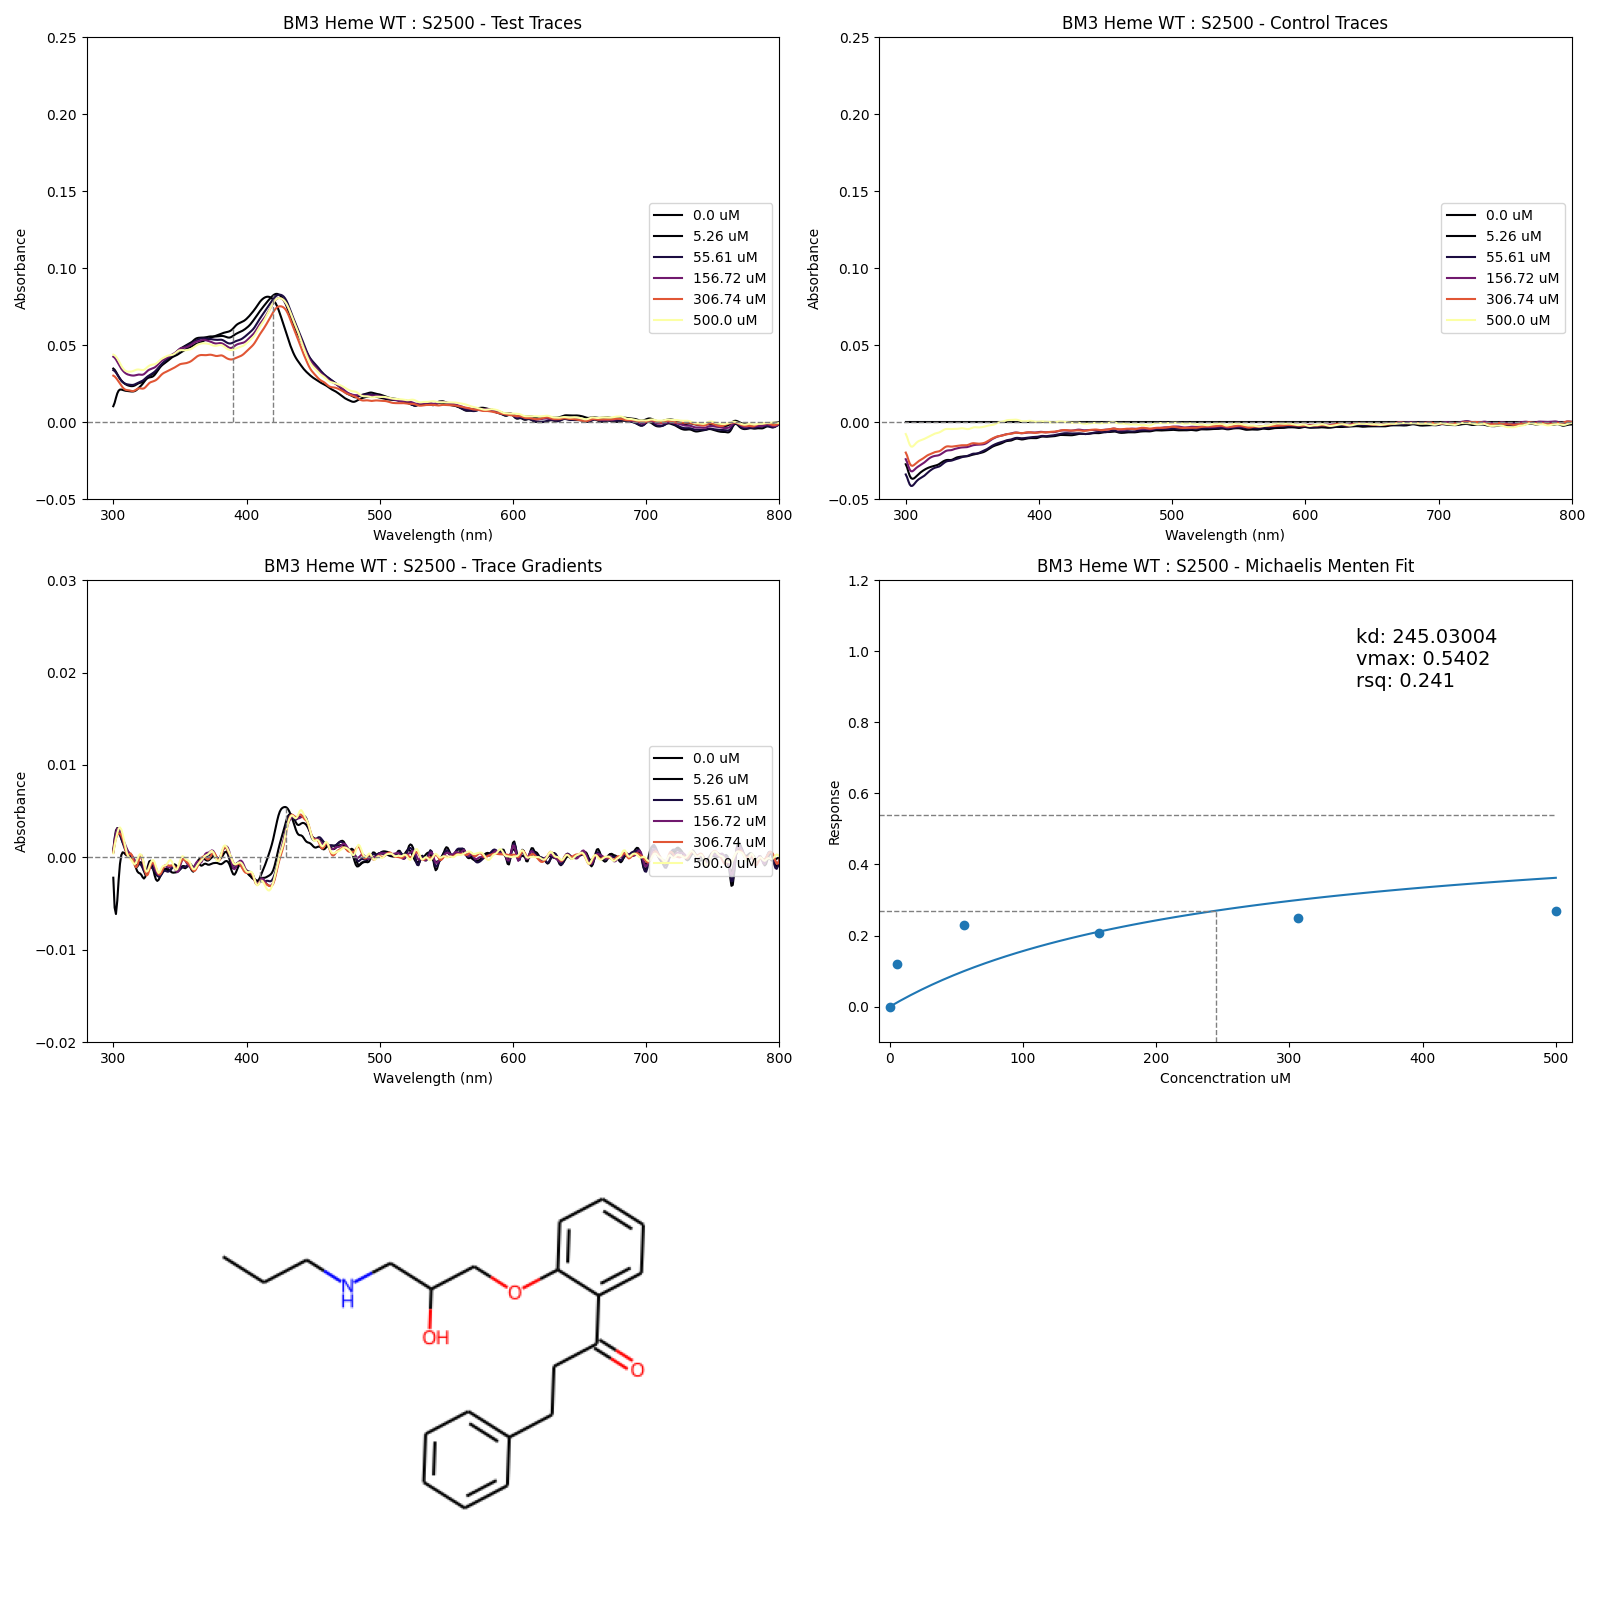 BM3 Heme WT : S2500 - Test Traces
0.25
0.20
0.15
0.10
0.05
0.00
−0.05
Absorbance
300
400
500
600
700
800
Wavelength (nm)
0.0 uM
5.26 uM
55.61 uM
156.72 uM
306.74 uM
500.0 uM
BM3 Heme WT : S2500 - Control Traces
0.25
0.20
0.15
0.10
0.05
0.00
−0.05
Absorbance
300
400
500
600
700
800
Wavelength (nm)
0.0 uM
5.26 uM
55.61 uM
156.72 uM
306.74 uM
500.0 uM
BM3 Heme WT : S2500 - Trace Gradients
0.03
0.02
0.01
0.00
−0.01
−0.02
Absorbance
300
400
500
600
700
800
Wavelength (nm)
0.0 uM
5.26 uM
55.61 uM
156.72 uM
306.74 uM
500.0 uM
BM3 Heme WT : S2500 - Michaelis Menten Fit
1.2
1.0
0.8
0.6
0.4
0.2
0.0
Response
kd: 245.03004
vmax: 0.5402
rsq: 0.241
0
100
200
300
400
500
Concenctration uM
N
H
O
OH
O